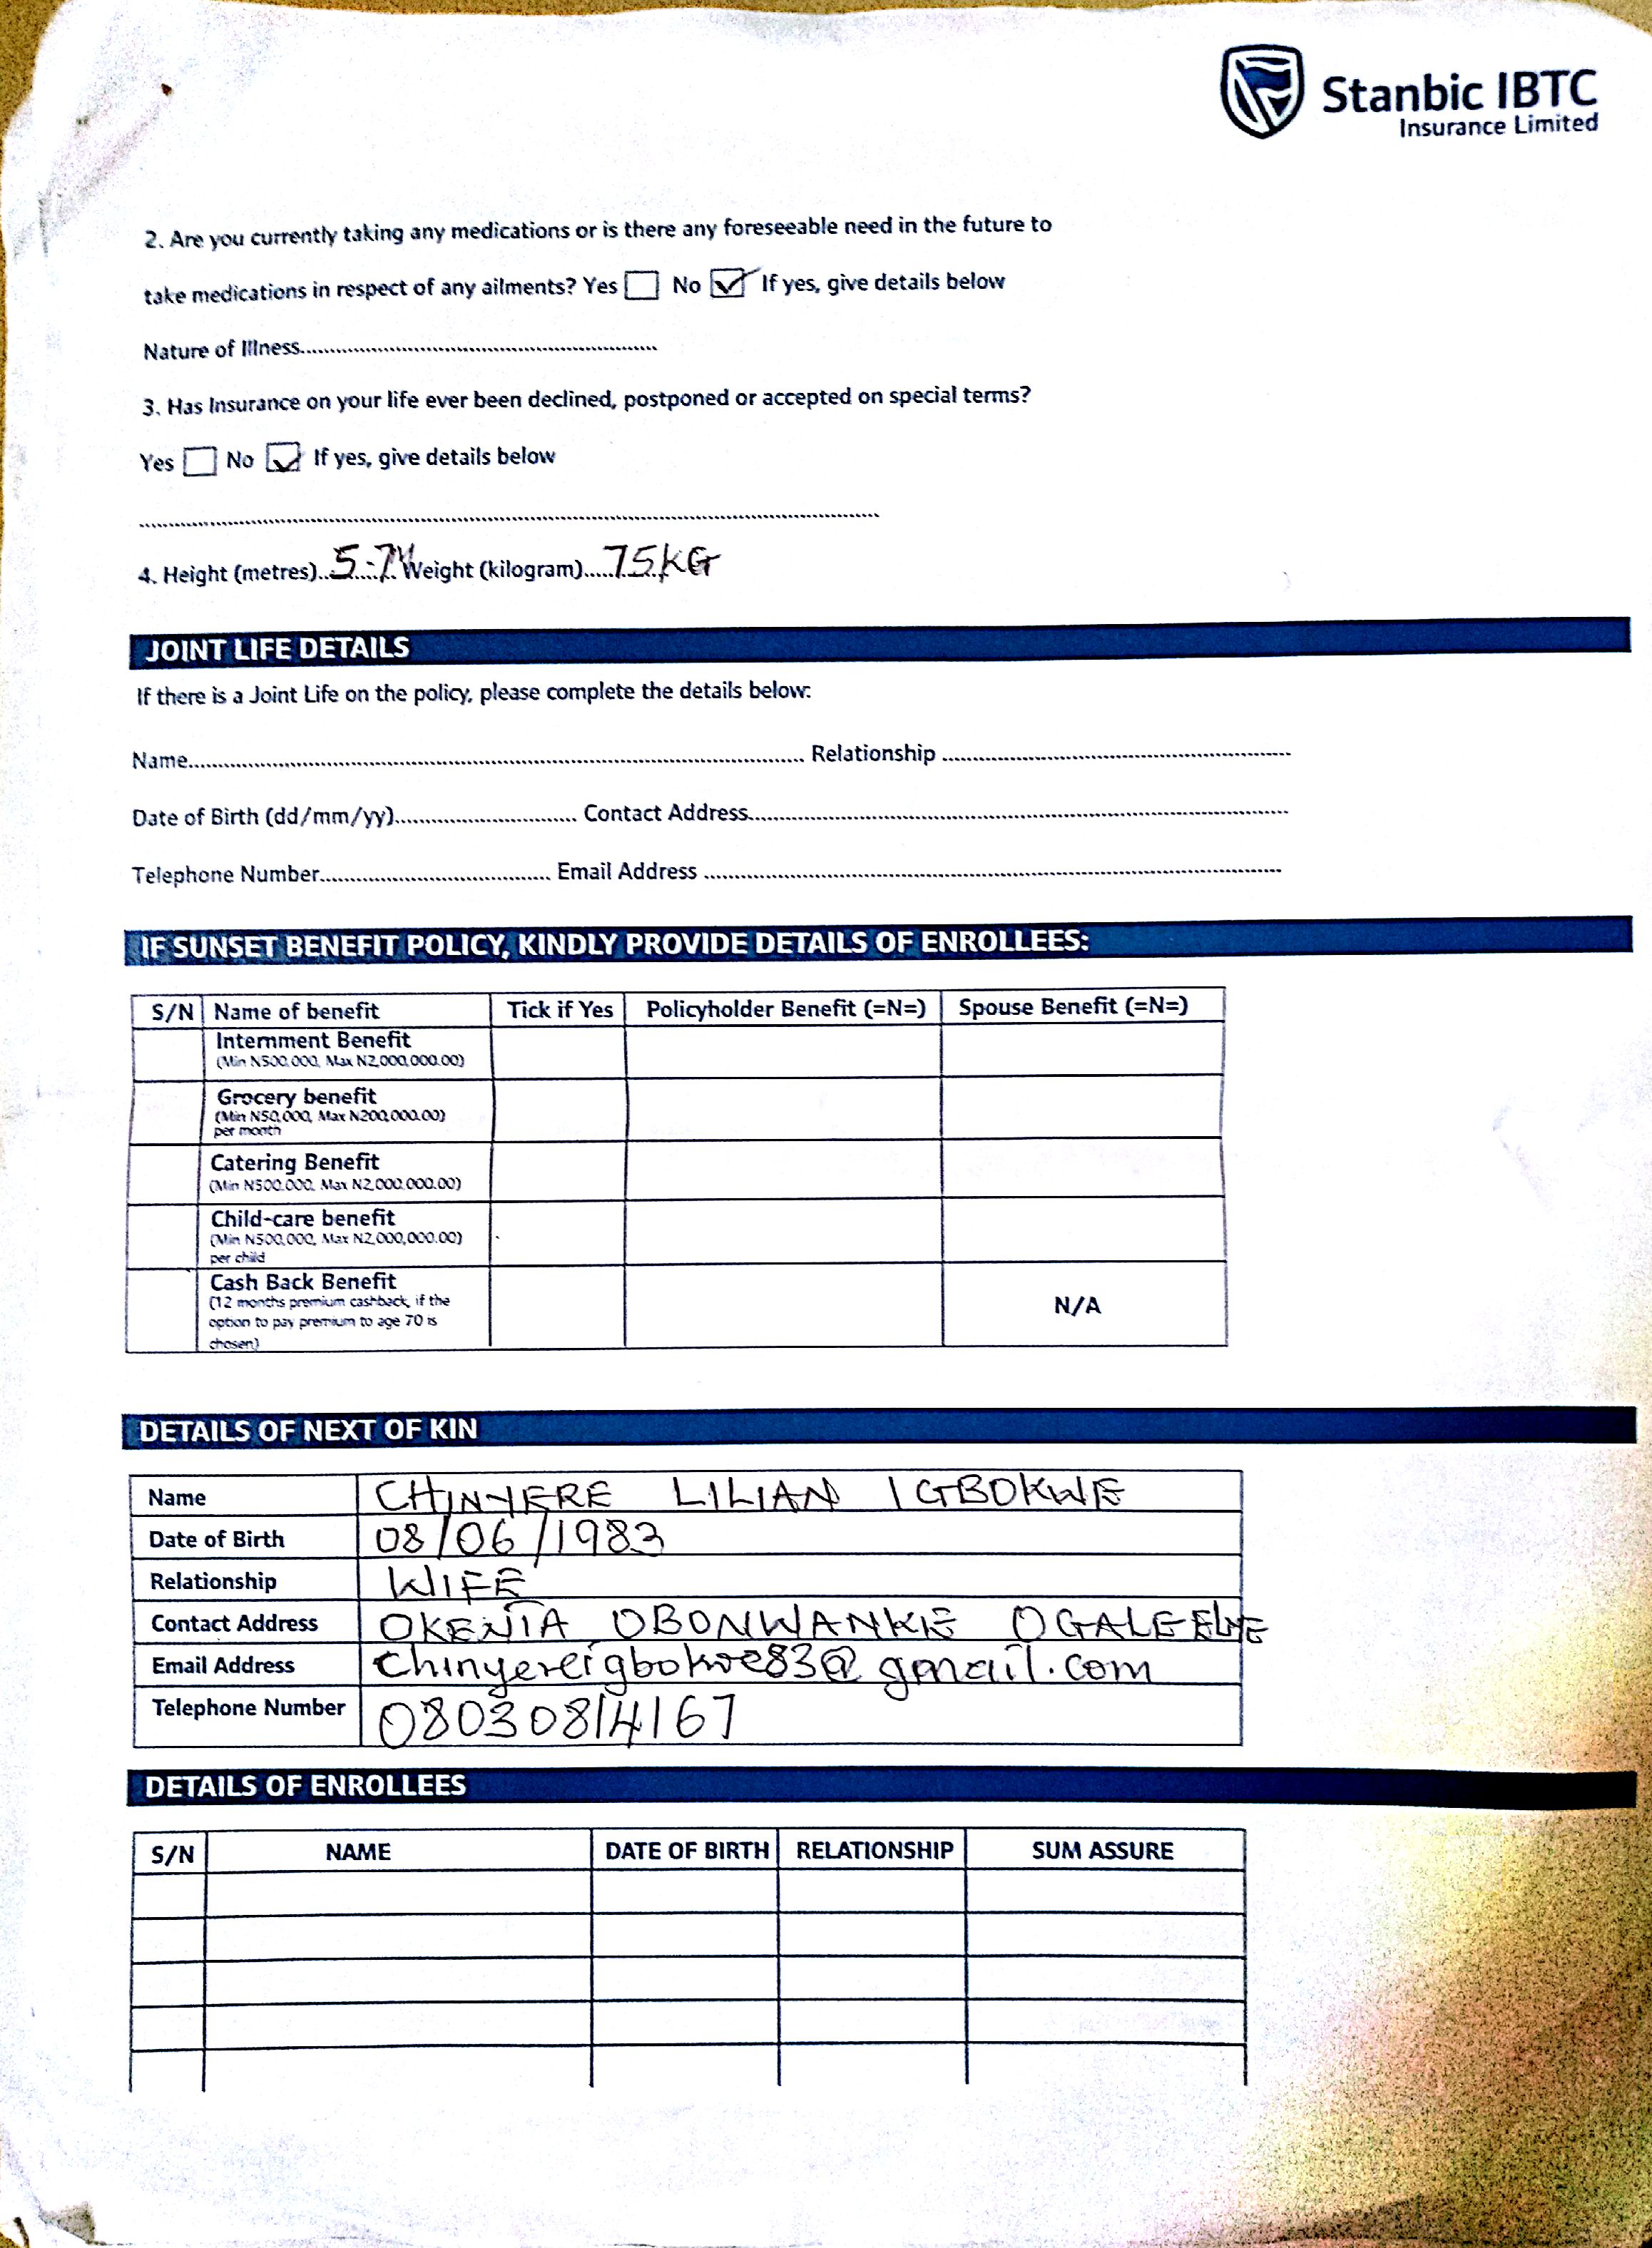 Stanbic IBTC
Insurance Limited
2. Are you currently taking any medications or is there any foreseeable need in the future to
take medications in respect of any ailments? Yes No If yes, give details below
Nature of Illness........................................................
3. Has Insurance on your life ever been declined, postponed or accepted on special terms?
Yes No If yes, give details below
........................................................................................................
4. Height (metres)..5.7"Weight (kilogram).....75KG
JOINT LIFE DETAILS
If there is a Joint Life on the policy, please complete the details below:
Name........................................................ Relationship ........................................
Date of Birth (dd/mm/yy)............................ Contact Address........................................
Telephone Number.................................... Email Address ........................................
IF SUNSET BENEFIT POLICY, KINDLY PROVIDE DETAILS OF ENROLLEES:
S/N Name of benefit Tick if Yes Policyholder Benefit (=N=) Spouse Benefit (=N=)
Internment Benefit
(Min N500,000, Max N2,000,000.00)
Grocery benefit
(Min N50,000, Max N200,000.00)
per month
Catering Benefit
(Min N500,000, Max N2,000,000.00)
Child-care benefit
(Min N500,000, Max N2,000,000.00)
per child
Cash Back Benefit
(12 months premium cashback, if the
option to pay premium to age 70 is
chosen)
N/A
DETAILS OF NEXT OF KIN
Name CHINYERE LILIAN IGBOKWE
Date of Birth 08/06/1983
Relationship WIFE
Contact Address OKENIA OBONWANKIE OGALE ELEME
Email Address chinyereigbokwe83@gmail.com
Telephone Number 08030814167
DETAILS OF ENROLLEES
S/N NAME DATE OF BIRTH RELATIONSHIP SUM ASSURE